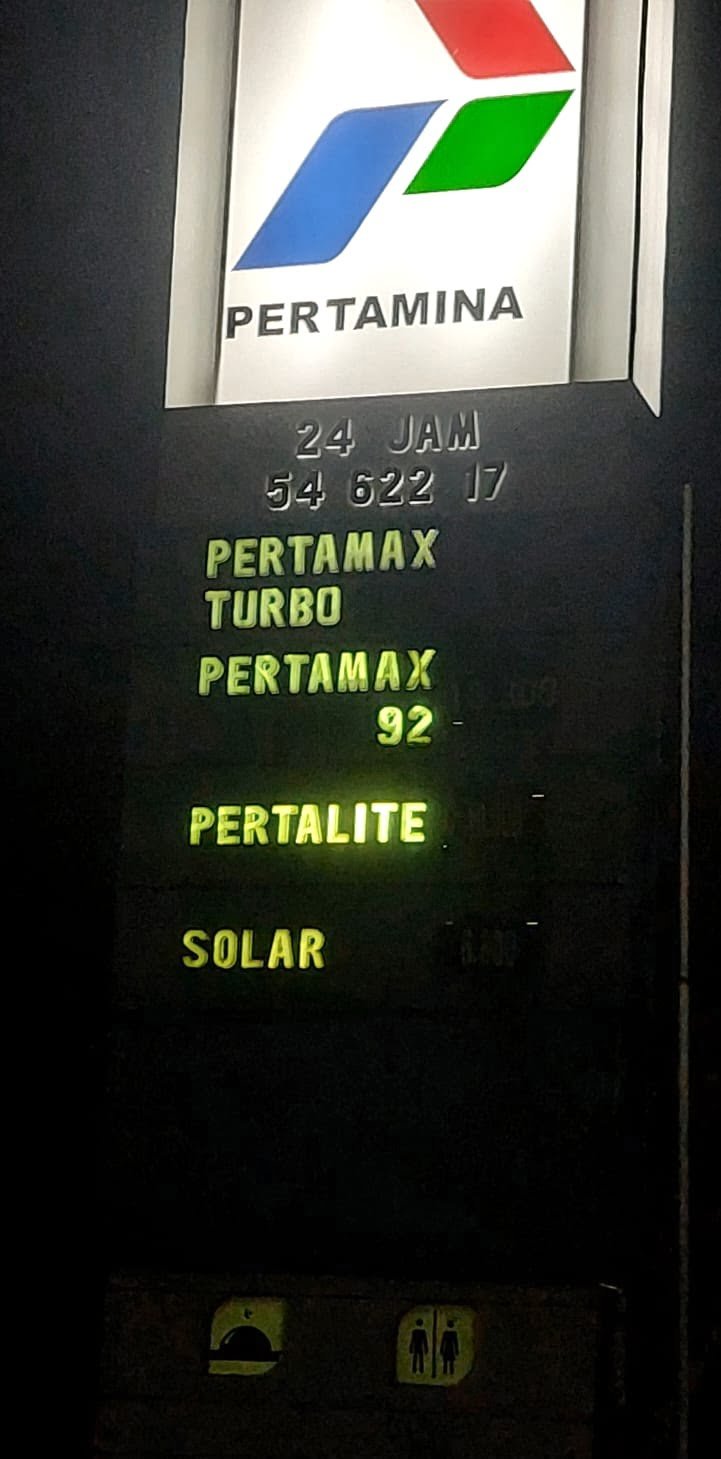 PERTAMINA
24 JAM
54 622 17
PERTAMAX
TURBO
PERTAMAX
92
PERTALITE
SOLAR